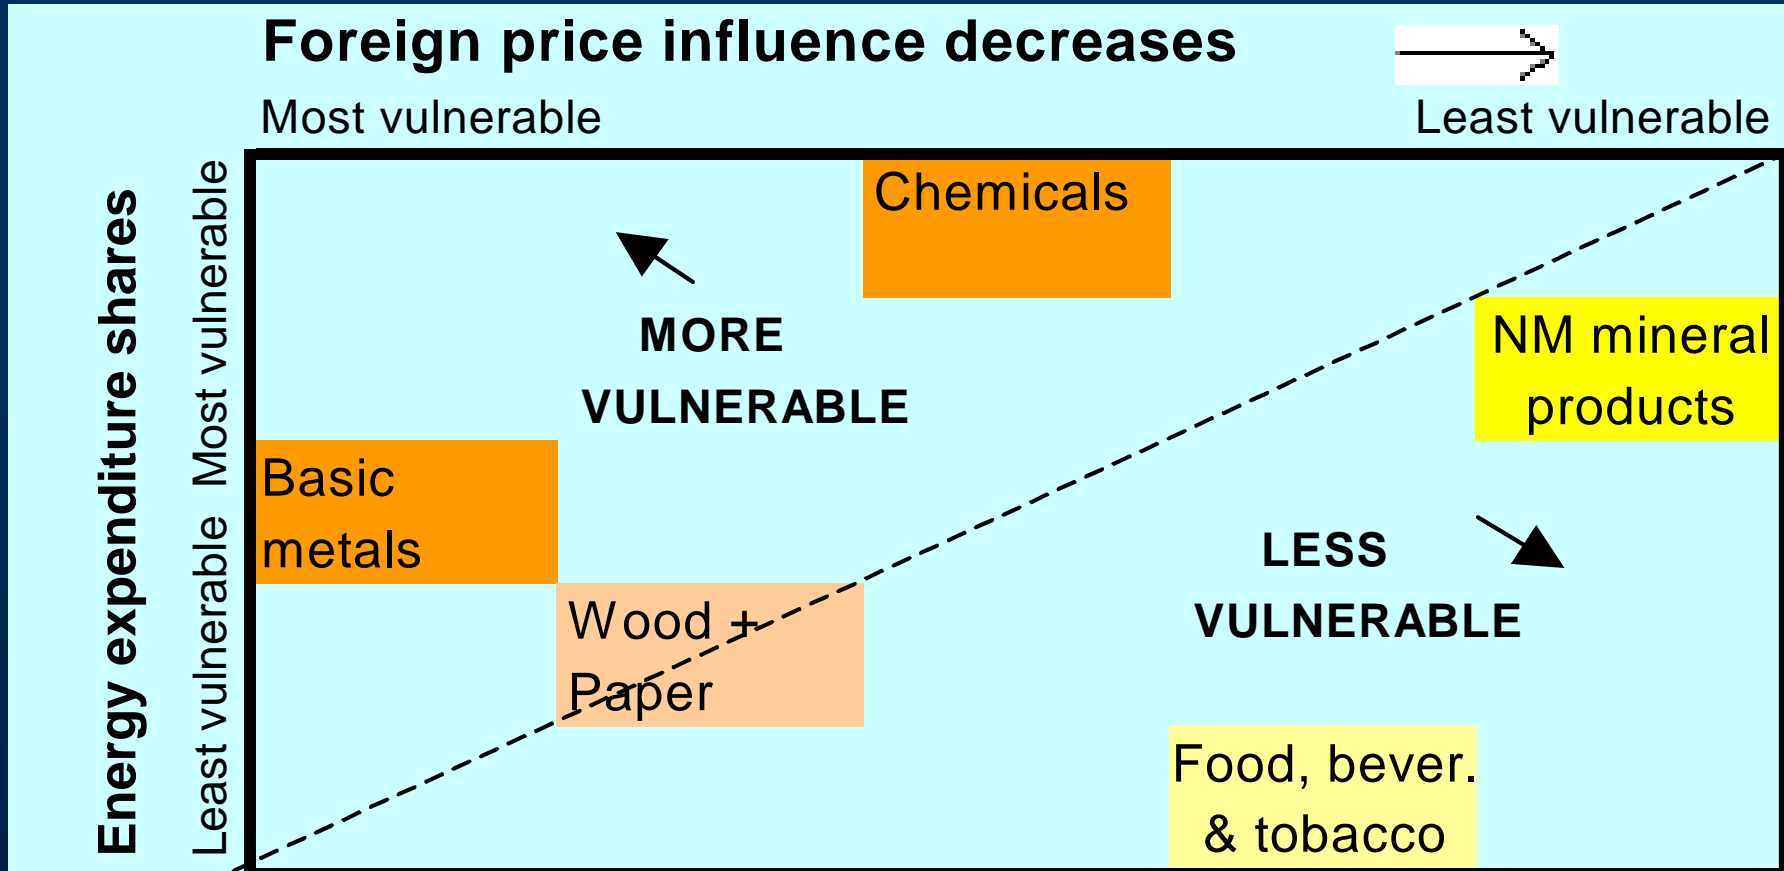 Foreign price influence decreases
Most vulnerable
Least vulnerable
Energy expenditure shares
Most vulnerable
Least vulnerable
Chemicals
MORE
VULNERABLE
NM mineral
products
Basic
metals
LESS
VULNERABLE
Wood +
Paper
Food, bever.
& tobacco